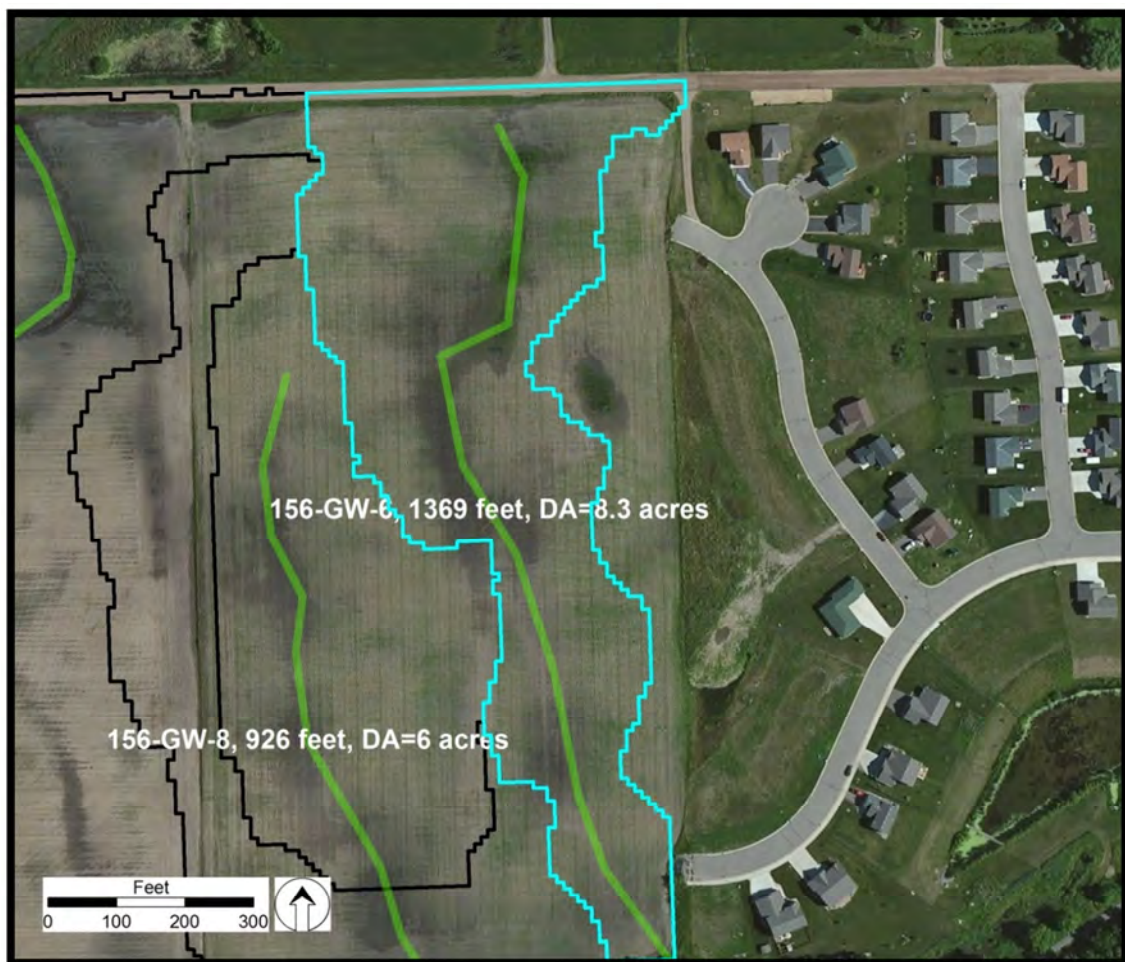 156-GW-6, 1369 feet, DA=8.3 acres
156-GW-8, 926 feet, DA=6 acres
Feet
0 100 200 300